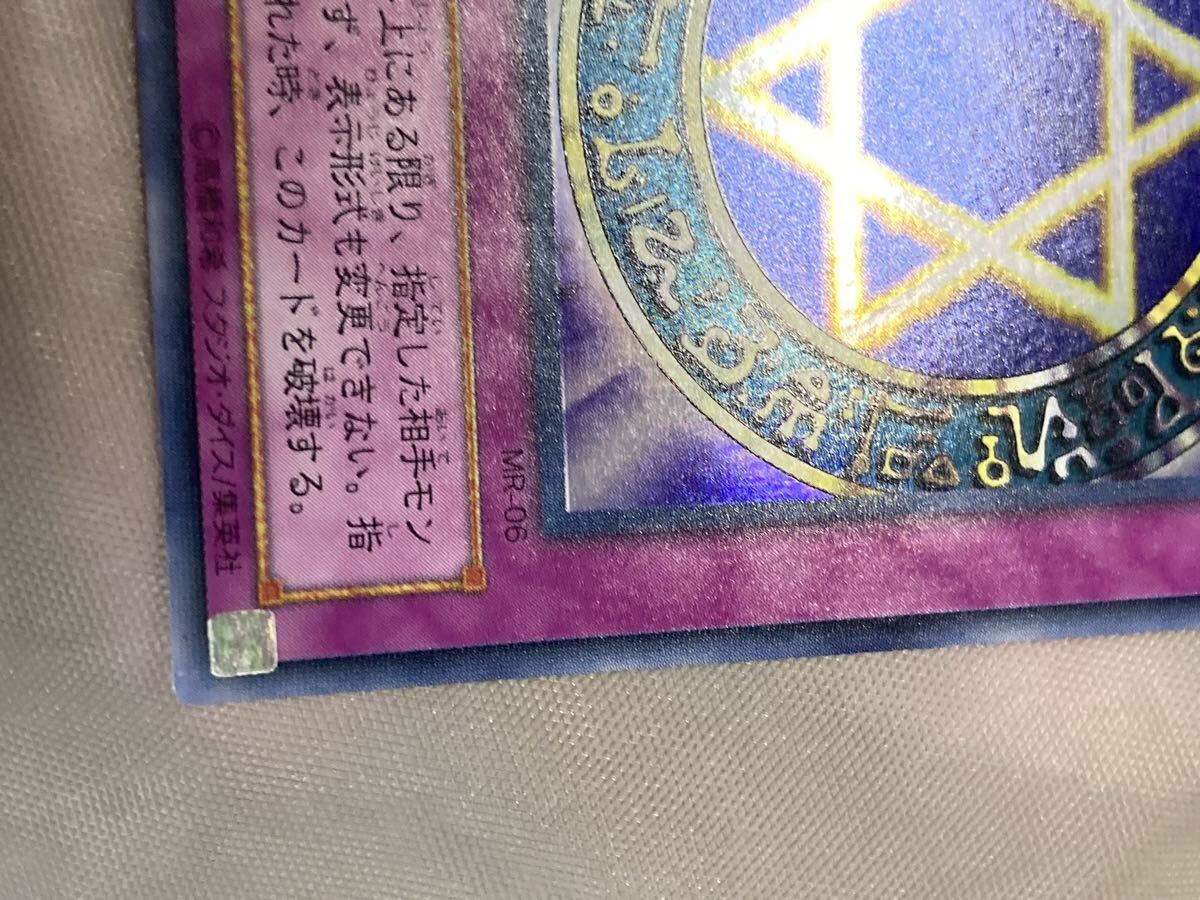 MR-06
上にある限り、指定した相手モン
ず、表示形式も変更できない。指
れた時、このカードを破壊する。
©高橋和希 スタジオ・ダイス/集英社